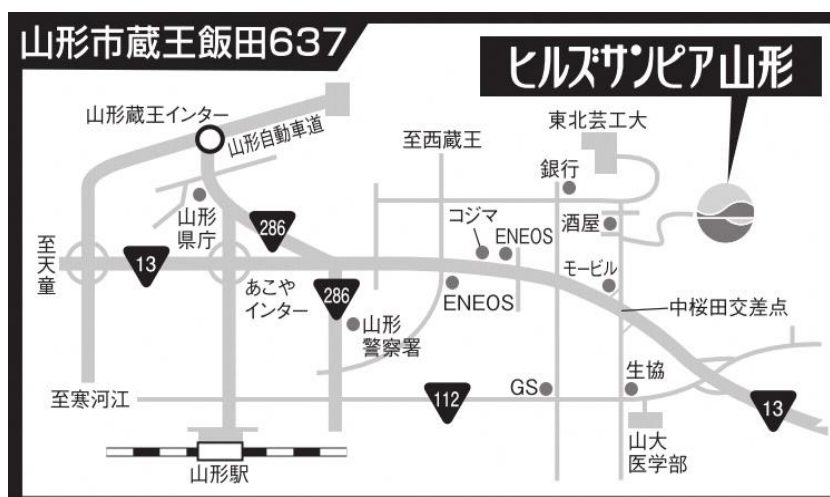 山形市蔵王飯田637
ヒルズサンピア山形
山形蔵王インター
山形自動車道
至西蔵王
東北芸工大
銀行
山形
県庁
286
コジマ
ENEOS
酒屋
至天童
13
あこや
インター
286
ENEOS
モービル
中桜田交差点
山形
警察署
至寒河江
112
GS
生協
13
山大
医学部
山形駅